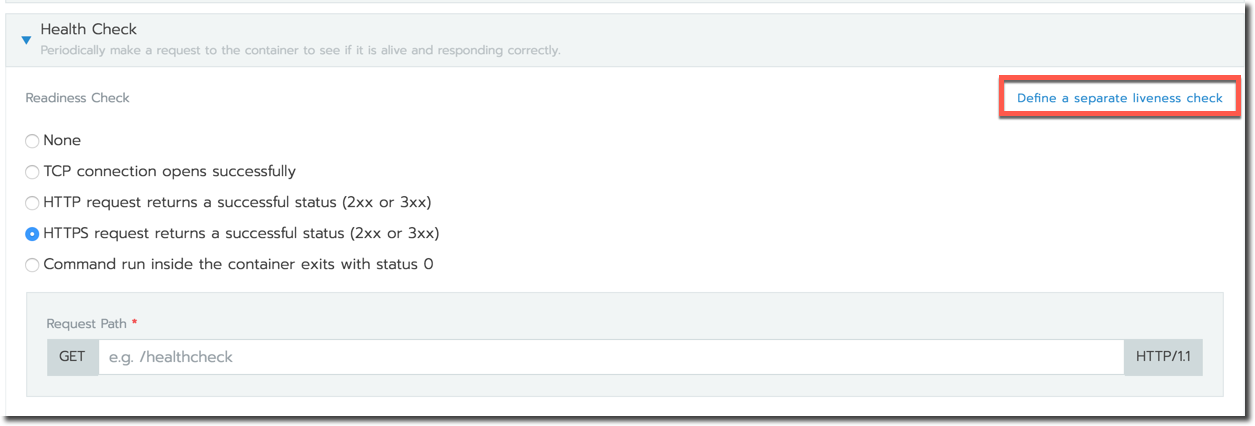 Health Check
Periodically make a request to the container to see if it is alive and responding correctly.
Readiness Check
Define a separate liveness check
None
TCP connection opens successfully
HTTP request returns a successful status (2xx or 3xx)
HTTPS request returns a successful status (2xx or 3xx)
Command run inside the container exits with status 0
Request Path *
GET e.g. /healthcheck HTTP/1.1